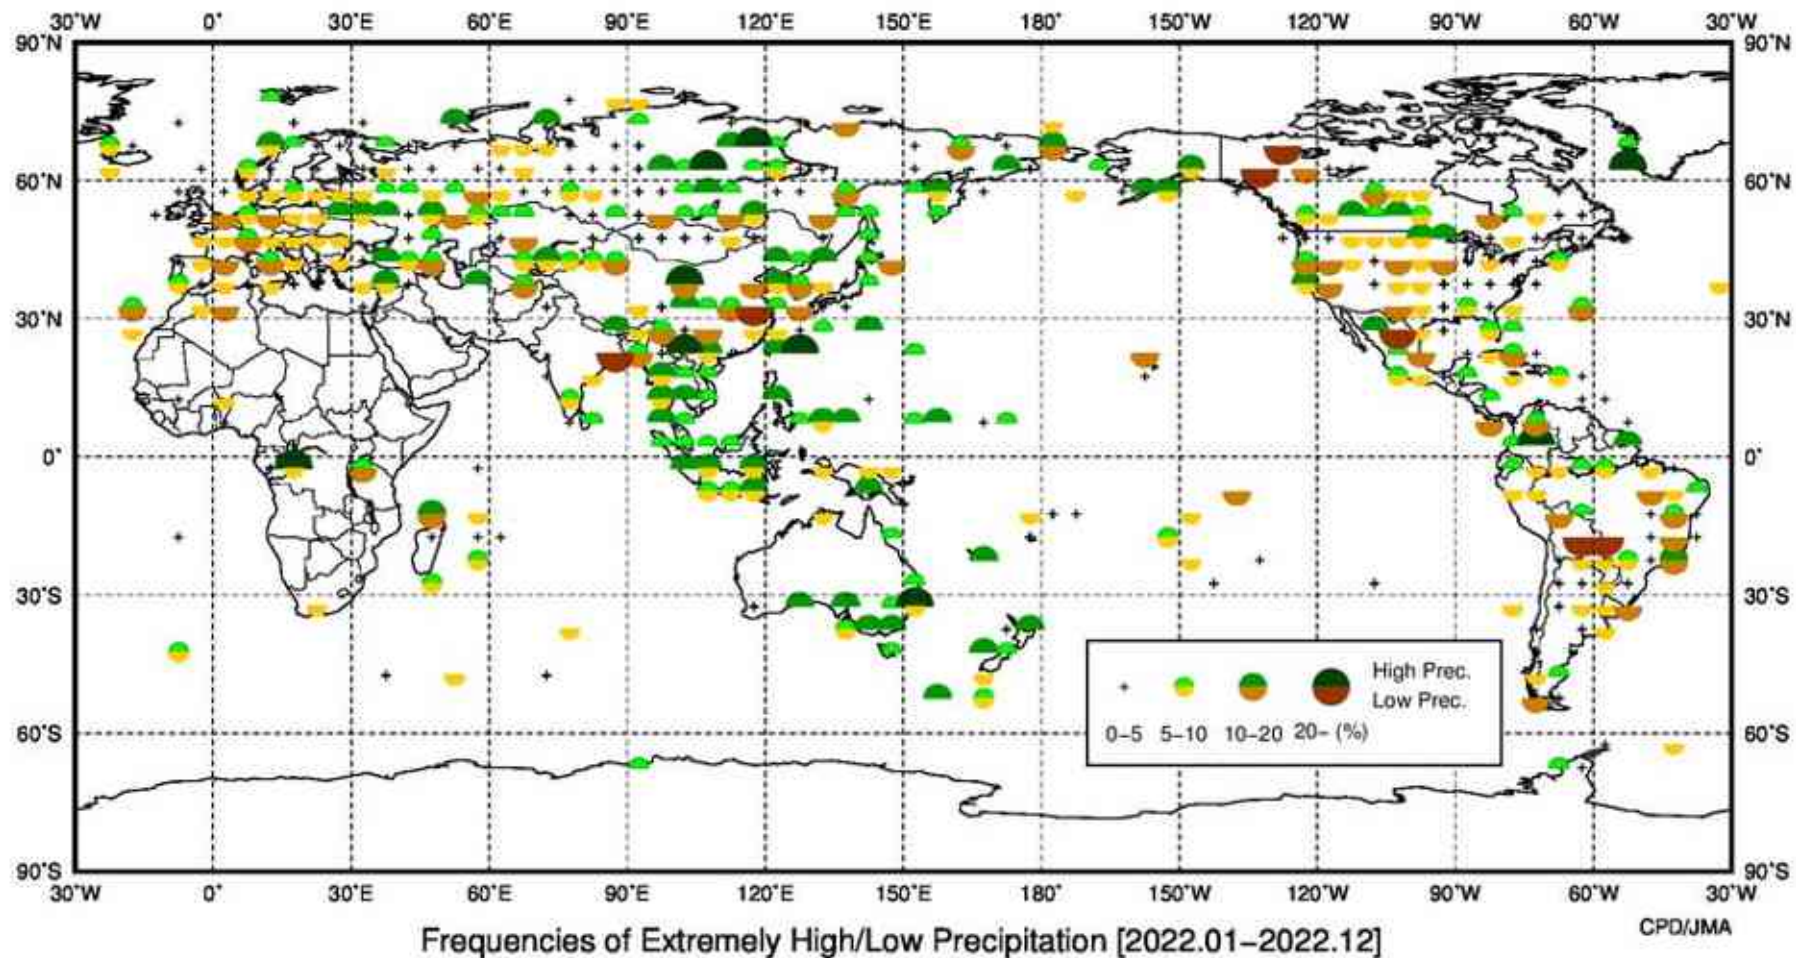 30˚W 0˚ 30˚E 60˚E 90˚E 120˚E 150˚E 180˚ 150˚W 120˚W 90˚W 60˚W 30˚W
90˚N 90˚N
60˚N 60˚N
30˚N 30˚N
0˚ 0˚
30˚S 30˚S
High Prec.
Low Prec.
0−5 5−10 10−20 20− (%)
60˚S 60˚S
90˚S 90˚S
30˚W 0˚ 30˚E 60˚E 90˚E 120˚E 150˚E 180˚ 150˚W 120˚W 90˚W 60˚W 30˚W
CPD/JMA
Frequencies of Extremely High/Low Precipitation [2022.01−2022.12]